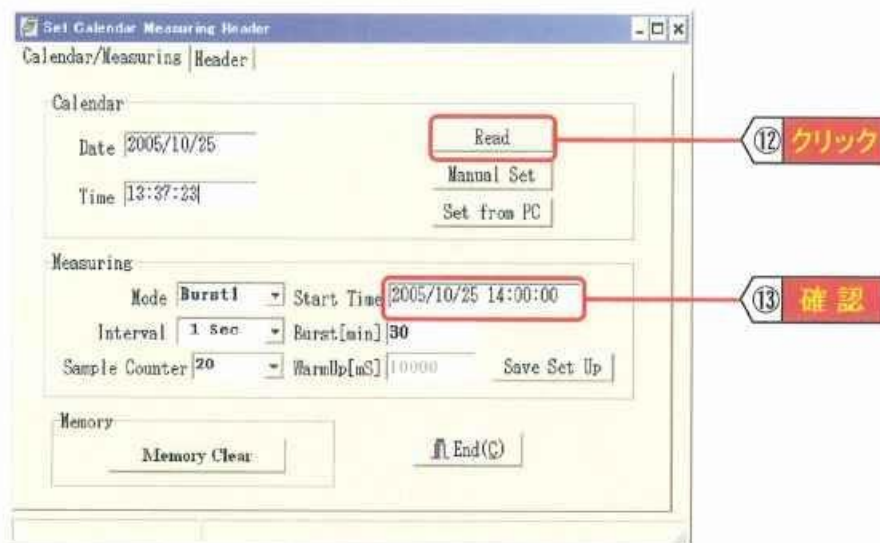 Set Calendar Measuring Header
Calendar/Measuring Header
Calendar
Date 2005/10/25
Read
⑫ クリック
Manual Set
Time 13:37:23
Set from PC
Measuring
Mode Burst1 Start Time 2005/10/25 14:00:00
⑬ 確認
Interval 1 Sec Burst[min] 30
Sample Counter 20 WarmUp[mS] 10000 Save Set Up
Memory
Memory Clear
End(C)